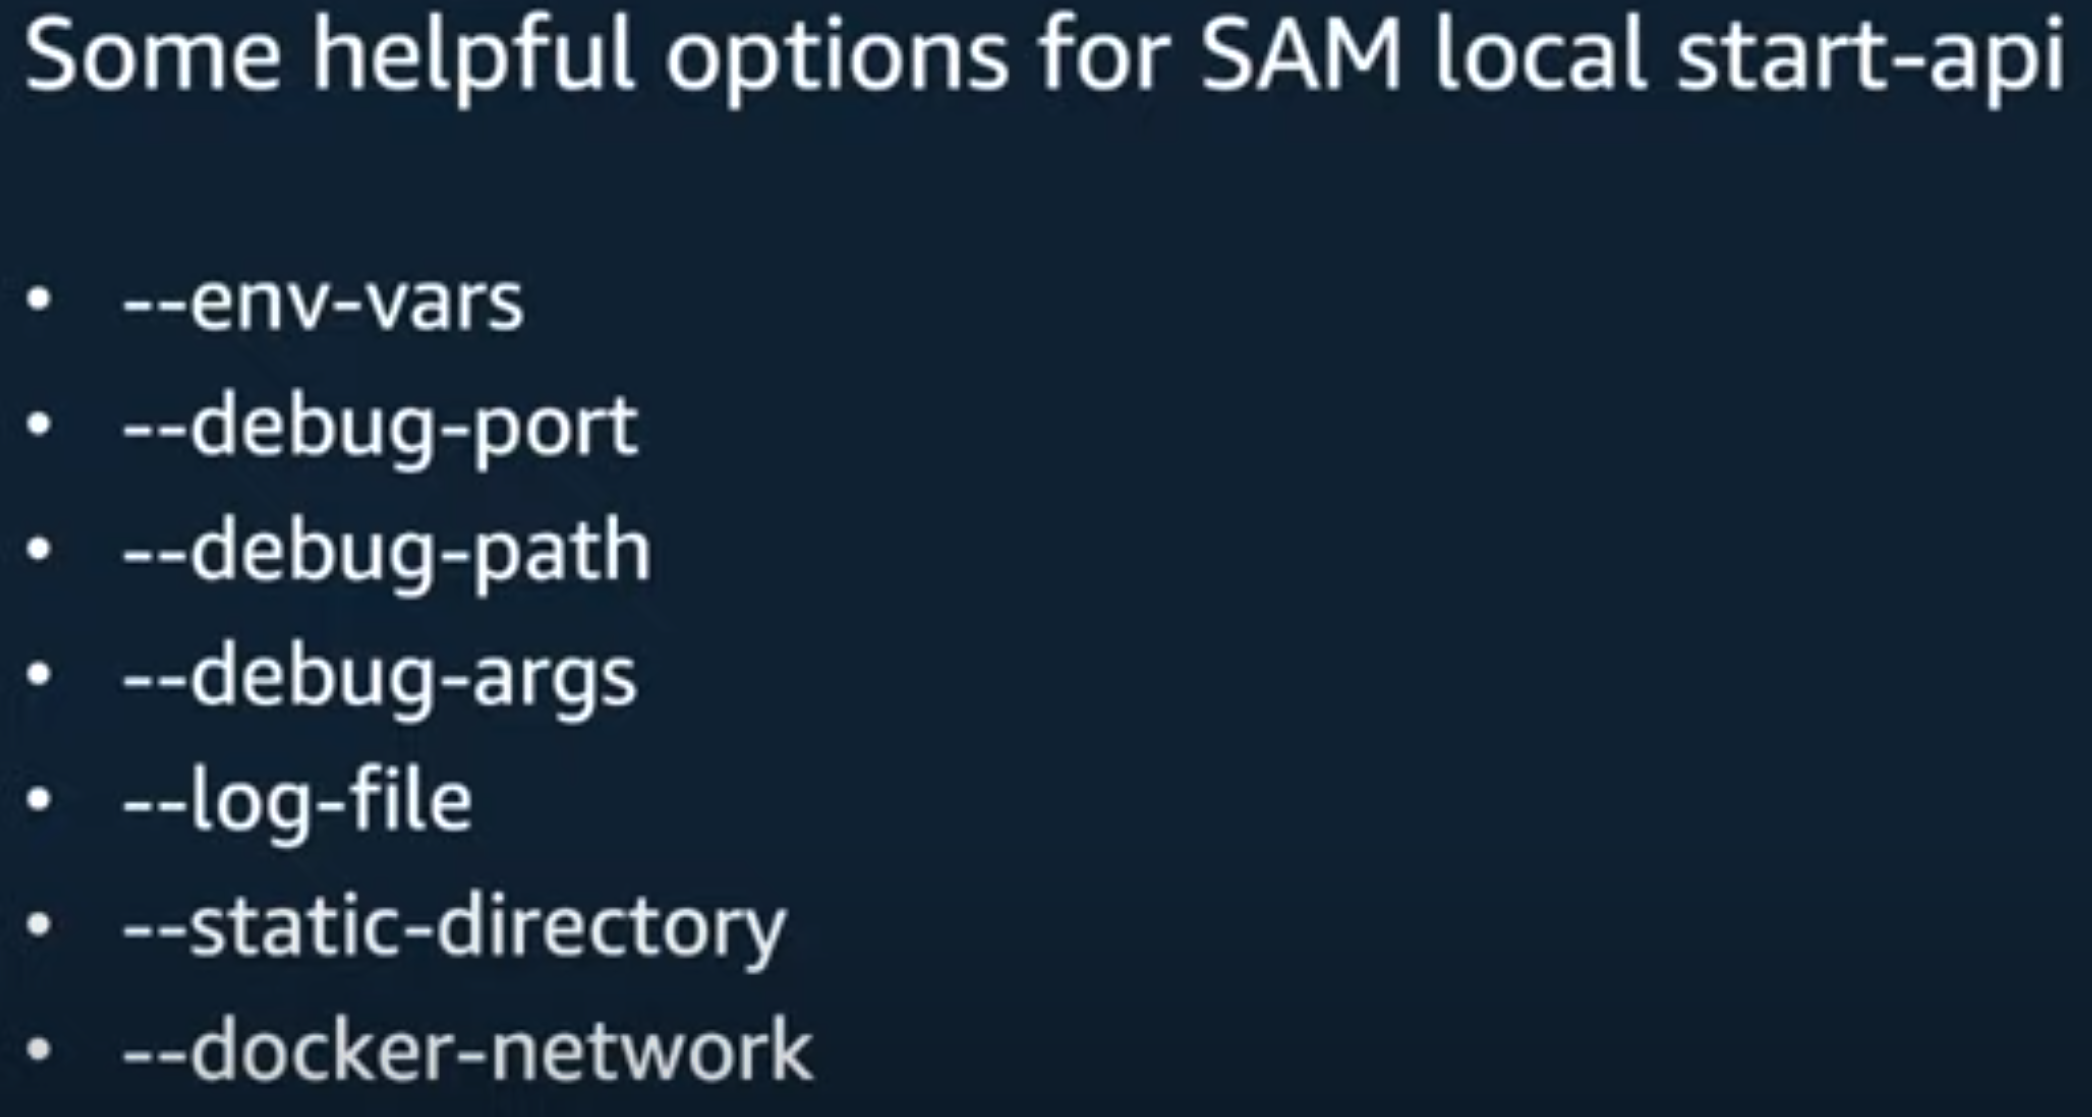 Some helpful options for SAM local start-api
• --env-vars
• --debug-port
• --debug-path
• --debug-args
• --log-file
• --static-directory
• --docker-network